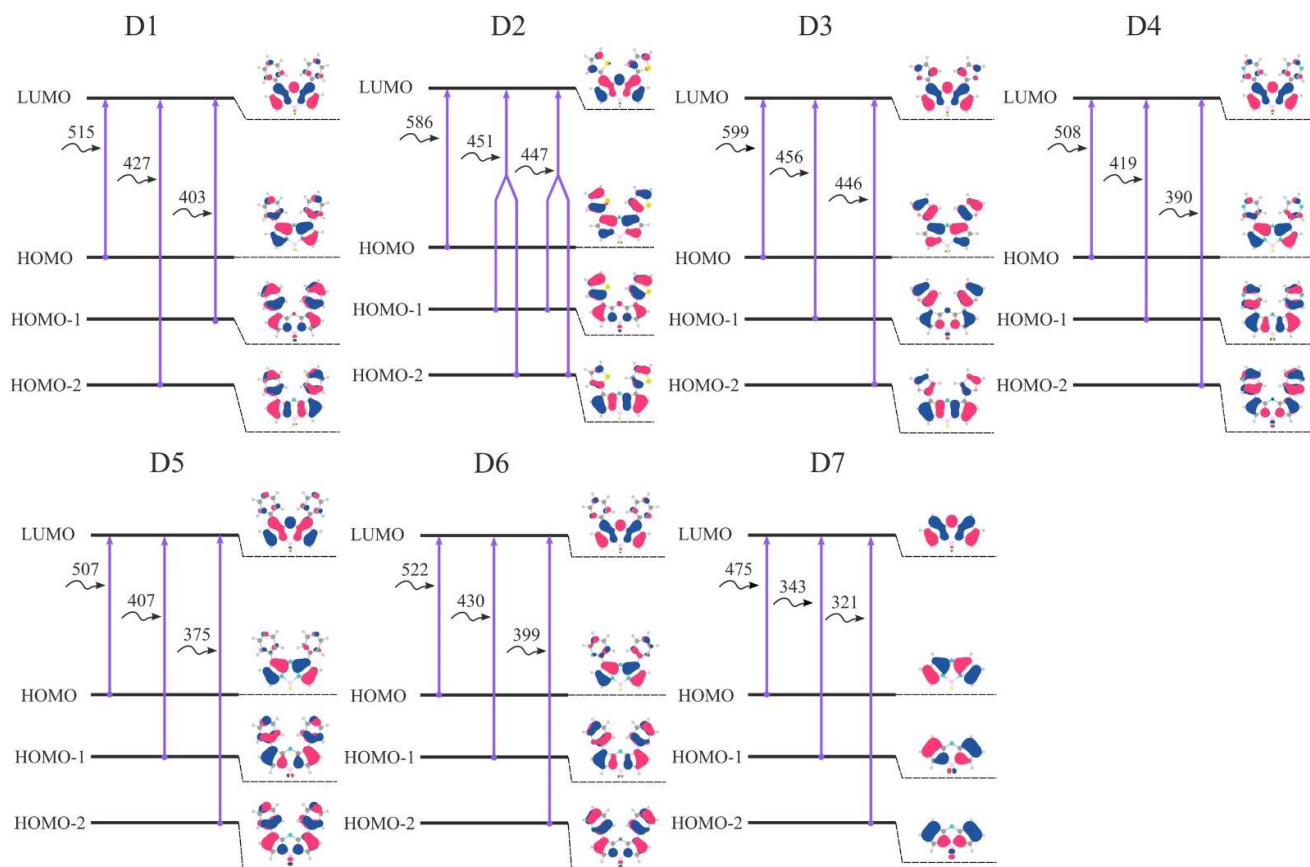 D1
LUMO
515
427
403
HOMO
HOMO-1
HOMO-2
D2
LUMO
586
451
447
HOMO
HOMO-1
HOMO-2
D3
LUMO
599
456
446
HOMO
HOMO-1
HOMO-2
D4
LUMO
508
419
390
HOMO
HOMO-1
HOMO-2
D5
LUMO
507
407
375
HOMO
HOMO-1
HOMO-2
D6
LUMO
522
430
399
HOMO
HOMO-1
HOMO-2
D7
LUMO
475
343
321
HOMO
HOMO-1
HOMO-2